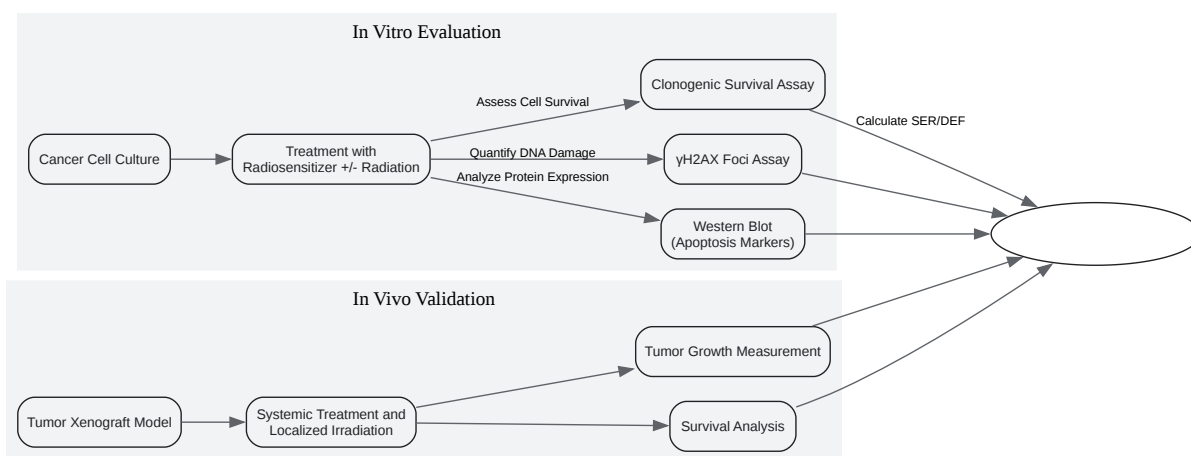 In Vitro Evaluation
Cancer Cell Culture
Treatment with
Radiosensitizer +/- Radiation
Assess Cell Survival
Quantify DNA Damage
Analyze Protein Expression
Clonogenic Survival Assay
γH2AX Foci Assay
Western Blot
(Apoptosis Markers)
Calculate SER/DEF
In Vivo Validation
Tumor Xenograft Model
Systemic Treatment and
Localized Irradiation
Tumor Growth Measurement
Survival Analysis